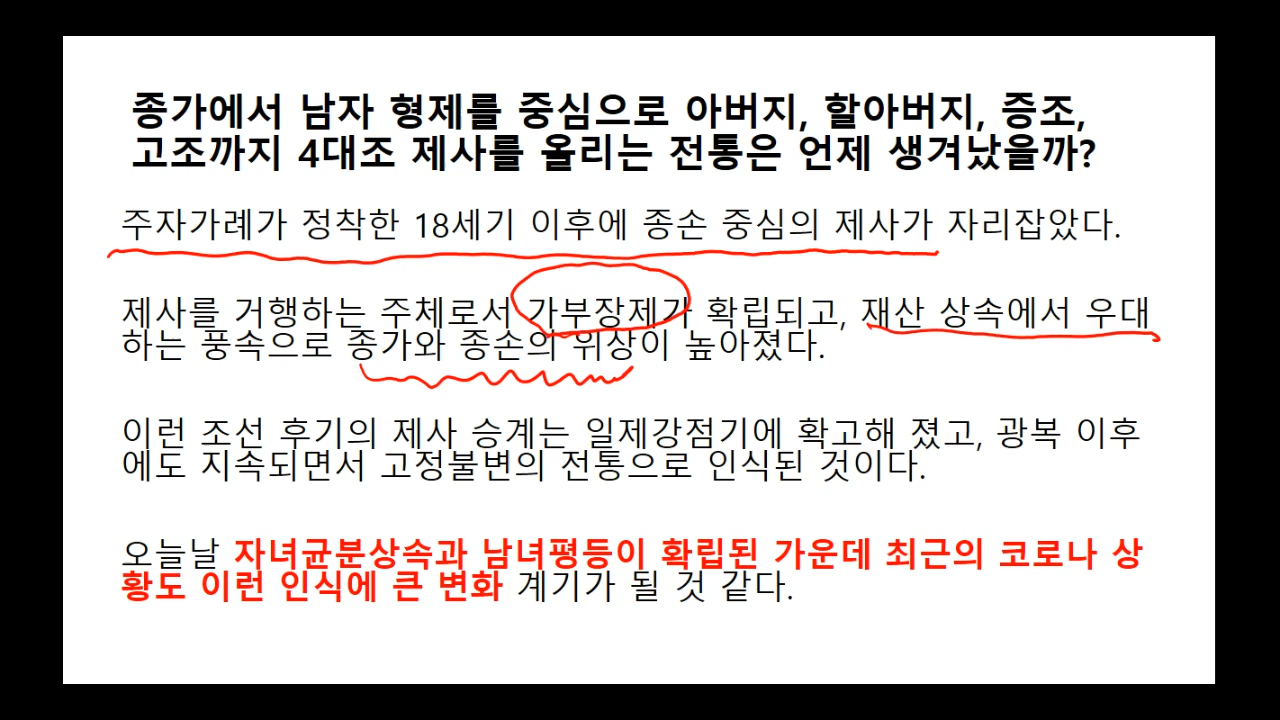 종가에서 남자 형제를 중심으로 아버지, 할아버지, 증조,
고조까지 4대조 제사를 올리는 전통은 언제 생겨났을까?
주자가례가 정착한 18세기 이후에 종손 중심의 제사가 자리잡았다.
제사를 거행하는 주체로서 가부장제가 확립되고, 재산 상속에서 우대
하는 풍속으로 종가와 종손의 위상이 높아졌다.
이런 조선 후기의 제사 승계는 일제강점기에 확고해 졌고, 광복 이후
에도 지속되면서 고정불변의 전통으로 인식된 것이다.
오늘날 자녀균분상속과 남녀평등이 확립된 가운데 최근의 코로나 상
황도 이런 인식에 큰 변화 계기가 될 것 같다.